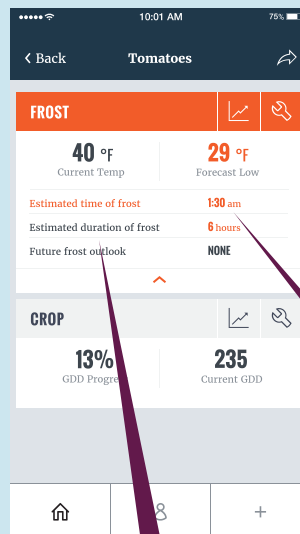 10:01 AM 75%
Back Tomatoes
FROST
40 °F 29 °F
Current Temp Forecast Low
Estimated time of frost 1:30 am
Estimated duration of frost 6 hours
Future frost outlook NONE
CROP
13% 235
GDD Current GDD